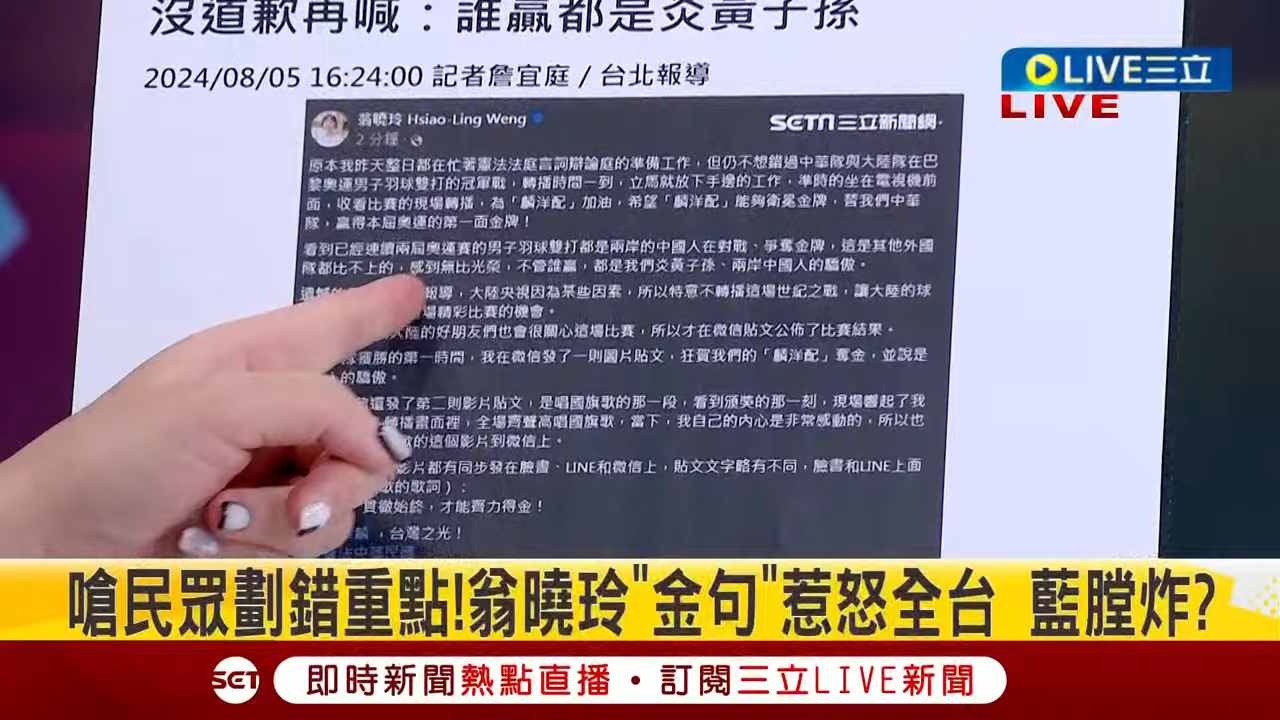 沒道歉再喊：誰贏都是炎黃子孫
2024/08/05 16:24:00 記者詹宜庭／台北報導
LIVE三立
LIVE
翁曉玲 Hsiao-Ling Weng
2 分鐘
SETN三立新聞網
原本我昨天整日都在忙著憲法法庭言詞辯論庭的準備工作，但仍不想錯過中華隊與大陸隊在巴
黎奧運男子羽球雙打的冠軍戰，轉播時間一到，立馬就放下手邊的工作，準時的坐在電視機前
面，收看比賽的現場轉播，為「麟洋配」加油，希望「麟洋配」能夠衛冕金牌，替我們中華
隊，贏得本屆奧運的第一面金牌！
看到已經連續兩屆奧運賽的男子羽球雙打都是兩岸的中國人在對戰、爭奪金牌，這是其他外國
隊都比不上的，感到無比光榮，不管誰贏，都是我們炎黃子孫、兩岸中國人的驕傲。
遺憾的 報導，大陸央視因為某些因素，所以特意不轉播這場世紀之戰，讓大陸的球
場精彩比賽的機會。
大陸的好朋友們也會很關心這場比賽，所以才在微信貼文公佈了比賽結果。
隊獲勝的第一時間，我在微信發了一則圖片貼文，狂賀我們的「麟洋配」奪金，並說是
人的驕傲。
還發了第二則影片貼文，是唱國旗歌的那一段，看到頒獎的那一刻，現場響起了我
轉播畫面裡，全場齊聲高唱國旗歌，當下，我自己的內心是非常感動的，所以也
歌的這個影片到微信上。
影片都有同步發在臉書、LINE和微信上，貼文文字略有不同，臉書和LINE上面
歌的歌詞）：
貫徹始終，才能齊力得金！
，台灣之光！
嗆民眾劃錯重點!翁曉玲"金句"惹怒全台 藍膛炸?
SET 即時新聞熱點直播・訂閱三立LIVE新聞